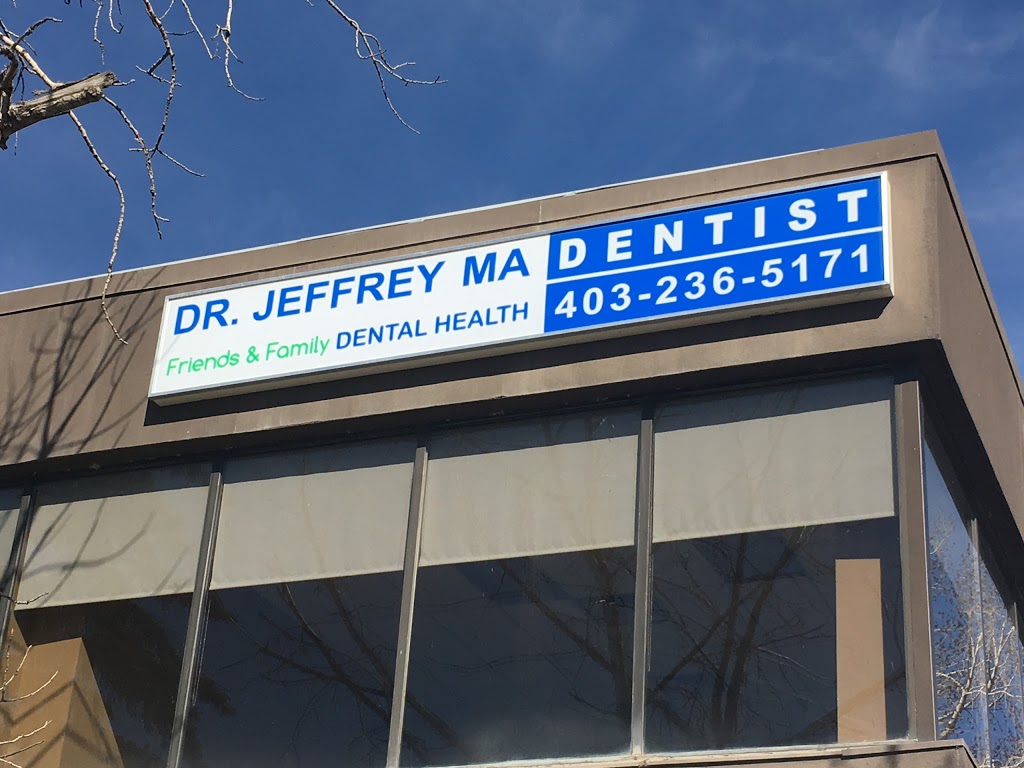 DR. JEFFREY MA
Friends & Family DENTAL HEALTH
DENTIST
403-236-5171